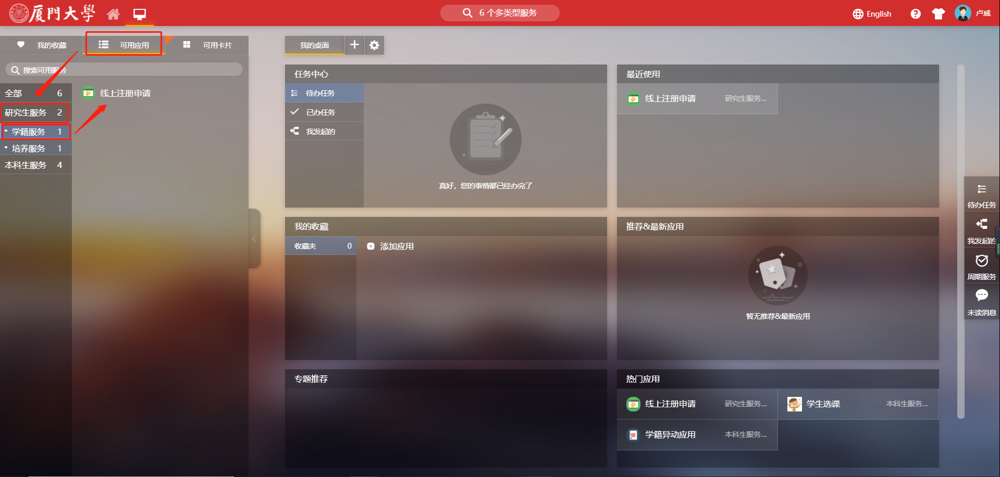 廈門大學
6 个多类型服务
English
卢威
我的收藏
可用应用
可用卡片
搜索可用服务
全部 6
研究生服务 2
学籍服务 1
培养服务 1
本科生服务 4
线上注册申请
我的桌面
任务中心
待办任务
已办任务
我发起的
真好，您的事情都已经办完了
最近使用
线上注册申请 研究生服务...
我的收藏
收藏夹 0
添加应用
推荐&最新应用
暂无推荐&最新应用
专题推荐
热门应用
线上注册申请 研究生服务...
学生选课 本科生服务...
学籍异动应用 本科生服务...
待办任务
我发起的
周期服务
未读消息